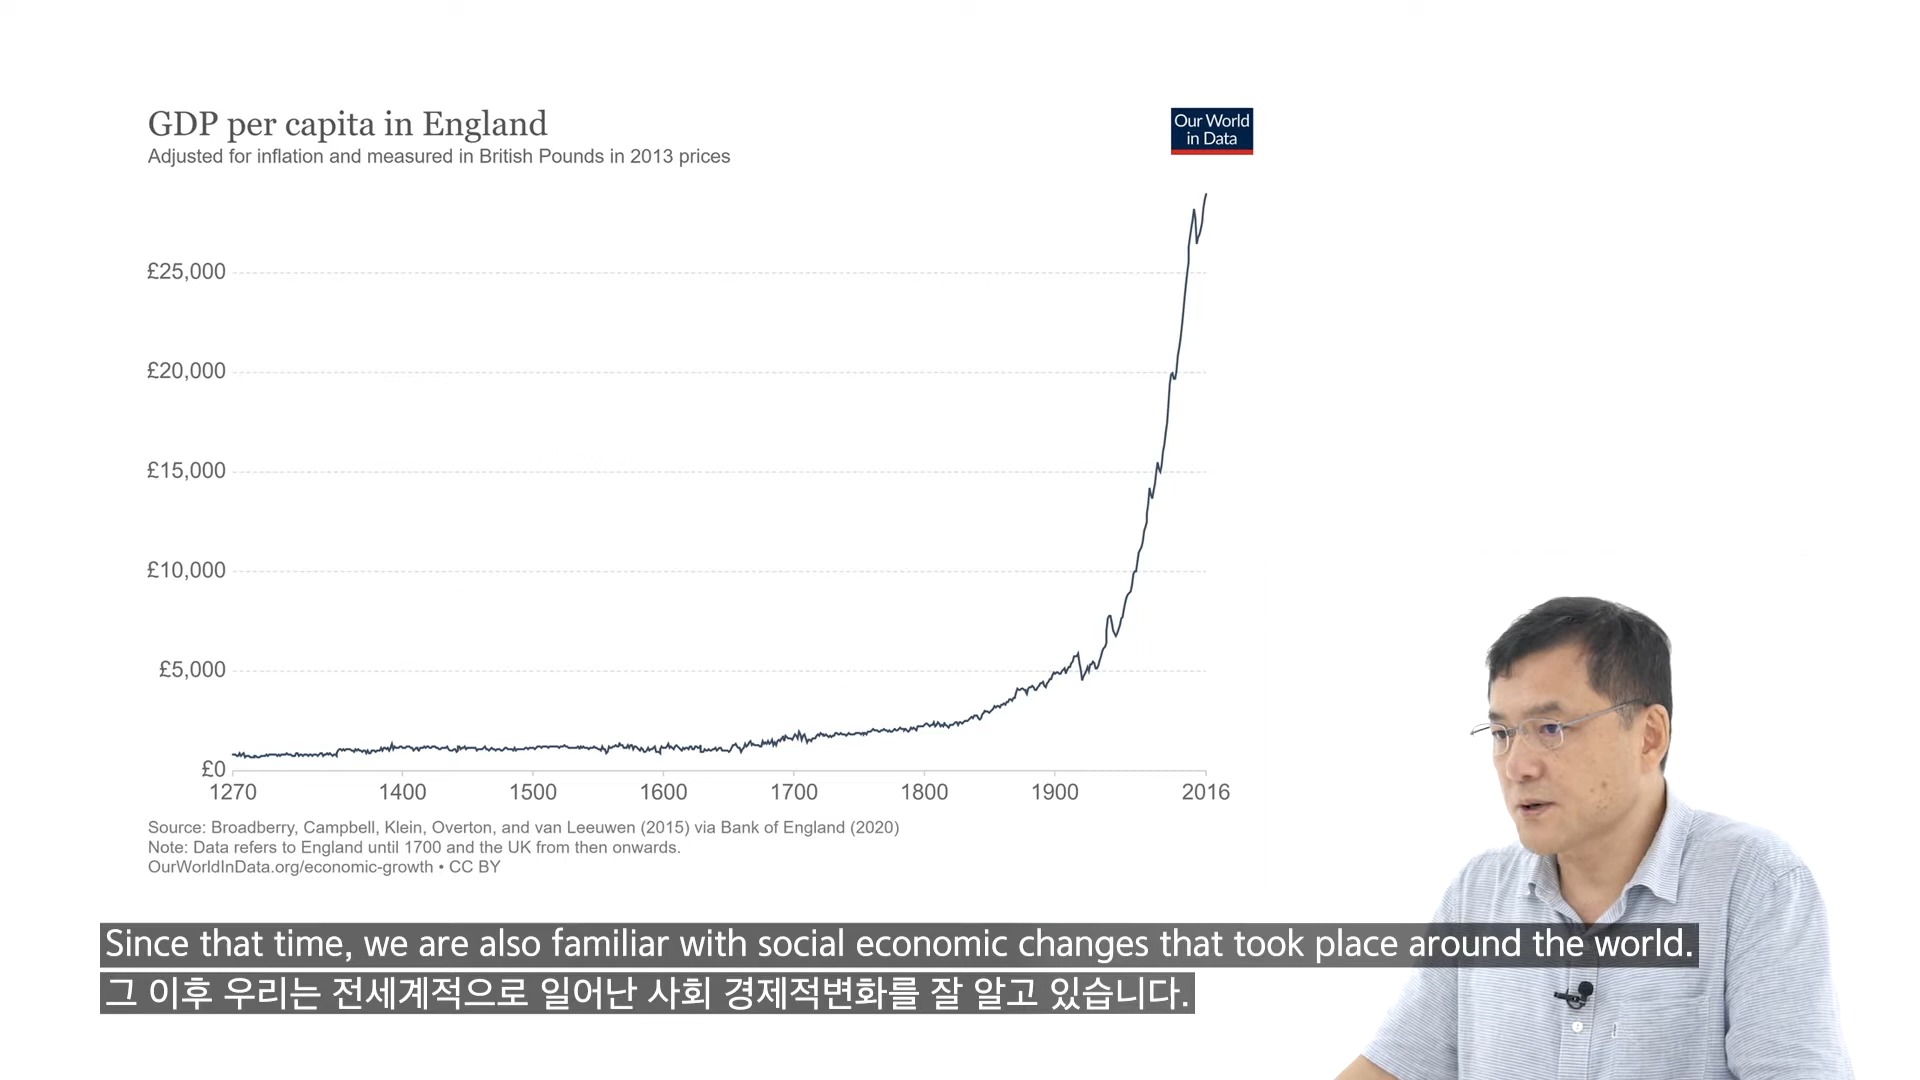 GDP per capita in England
Adjusted for inflation and measured in British Pounds in 2013 prices
Our World
in Data
£25,000
£20,000
£15,000
£10,000
£5,000
£0
1270 1400 1500 1600 1700 1800 1900 2016
Source: Broadberry, Campbell, Klein, Overton, and van Leeuwen (2015) via Bank of England (2020)
Note: Data refers to England until 1700 and the UK from then onwards.
OurWorldInData.org/economic-growth • CC BY
Since that time, we are also familiar with social economic changes that took place around the world.
그 이후 우리는 전세계적으로 일어난 사회 경제적변화를 잘 알고 있습니다.